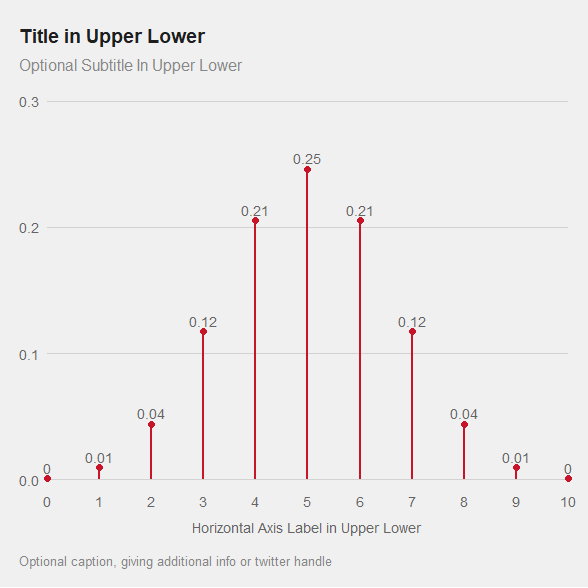 Title in Upper Lower
Optional Subtitle In Upper Lower
0.3
0.25
0.21 0.21
0.2
0.12 0.12
0.1
0.04 0.04
0.01 0.01
0 0
0.0
0 1 2 3 4 5 6 7 8 9 10
Horizontal Axis Label in Upper Lower
Optional caption, giving additional info or twitter handle